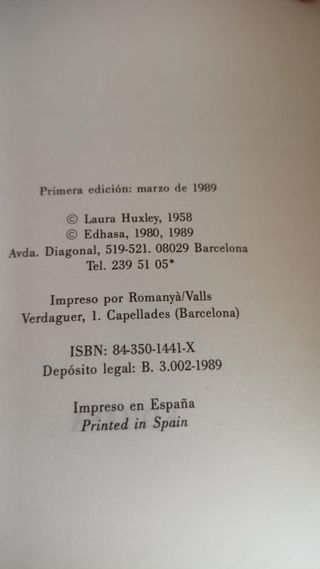 Primera edición: marzo de 1989
© Laura Huxley, 1958
© Edhasa, 1980, 1989
Avda. Diagonal, 519-521. 08029 Barcelona
Tel. 239 51 05*
Impreso por Romanyà/Valls
Verdaguer, 1. Capellades (Barcelona)
ISBN: 84-350-1441-X
Depósito legal: B. 3.002-1989
Impreso en España
Printed in Spain